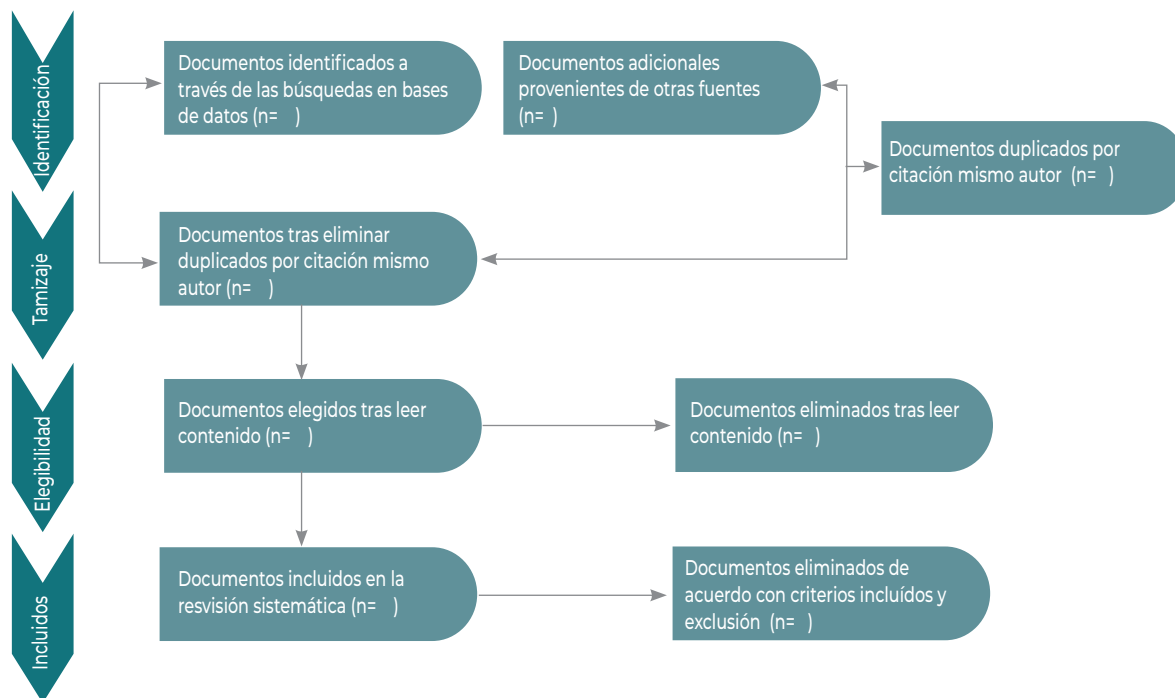 Identificación
Documentos identificados a
través de las búsquedas en bases
de datos (n=   )
Documentos adicionales
provenientes de otras fuentes
(n=  )
Documentos duplicados por
citación mismo autor  (n=  )
Tamizaje
Documentos tras eliminar
duplicados por citación mismo
autor (n=   )
Elegibilidad
Documentos elegidos tras leer
contenido (n=   )
Documentos eliminados tras leer
contenido (n=  )
Incluidos
Documentos incluidos en la
resvisión sistemática (n=   )
Documentos eliminados de
acuerdo con criterios incluídos y
exclusión  (n=  )